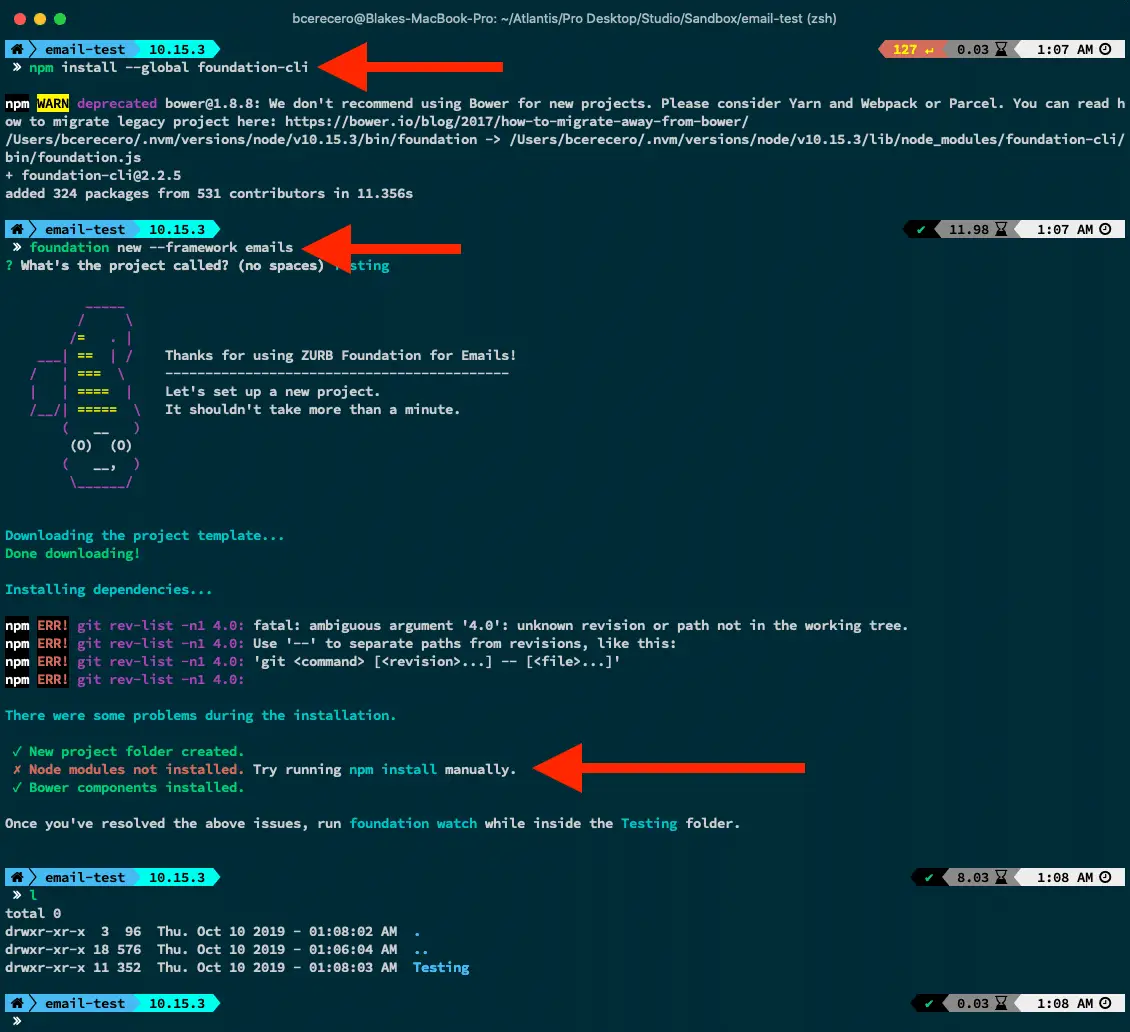 bcerecero@Blakes-MacBook-Pro: ~/Atlantis/Pro Desktop/Studio/Sandbox/email-test (zsh)
email-test 10.15.3 127 ↵ 0.03 1:07 AM
» npm install --global foundation-cli
npm WARN deprecated bower@1.8.8: We don't recommend using Bower for new projects. Please consider Yarn and Webpack or Parcel. You can read h
ow to migrate legacy project here: https://bower.io/blog/2017/how-to-migrate-away-from-bower/
/Users/bcerecero/.nvm/versions/node/v10.15.3/bin/foundation -> /Users/bcerecero/.nvm/versions/node/v10.15.3/lib/node_modules/foundation-cli/
bin/foundation.js
+ foundation-cli@2.2.5
added 324 packages from 531 contributors in 11.356s
email-test 10.15.3 ✔ 11.98 1:07 AM
» foundation new --framework emails
? What's the project called? (no spaces) sting
Thanks for using ZURB Foundation for Emails!
-------------------------------------------
Let's set up a new project.
It shouldn't take more than a minute.
Downloading the project template...
Done downloading!
Installing dependencies...
npm ERR! git rev-list -n1 4.0: fatal: ambiguous argument '4.0': unknown revision or path not in the working tree.
npm ERR! git rev-list -n1 4.0: Use '--' to separate paths from revisions, like this:
npm ERR! git rev-list -n1 4.0: 'git <command> [<revision>...] -- [<file>...]'
npm ERR! git rev-list -n1 4.0:
There were some problems during the installation.
✓ New project folder created.
✗ Node modules not installed. Try running npm install manually.
✓ Bower components installed.
Once you've resolved the above issues, run foundation watch while inside the Testing folder.
email-test 10.15.3 ✔ 8.03 1:08 AM
» l
total 0
drwxr-xr-x 3 96 Thu. Oct 10 2019 - 01:08:02 AM .
drwxr-xr-x 18 576 Thu. Oct 10 2019 - 01:06:04 AM ..
drwxr-xr-x 11 352 Thu. Oct 10 2019 - 01:08:03 AM Testing
email-test 10.15.3 ✔ 0.03 1:08 AM
»